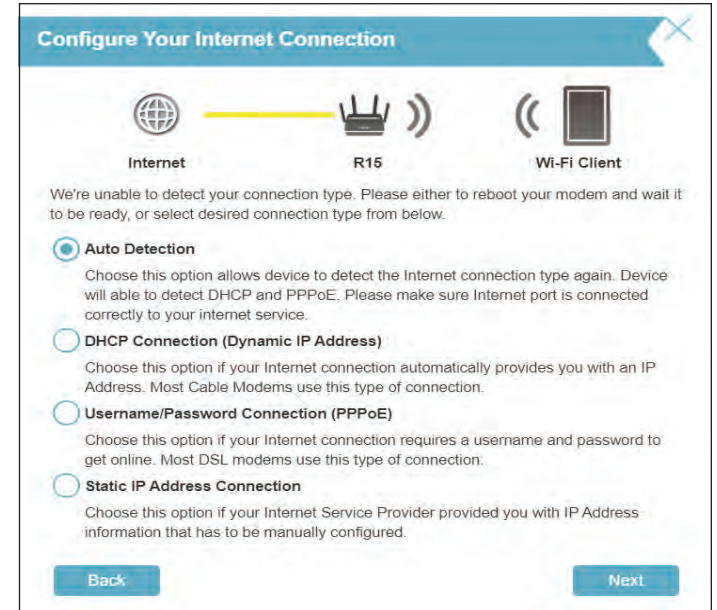 Configure Your Internet Connection
Internet
R15
Wi-Fi Client
We're unable to detect your connection type. Please either to reboot your modem and wait it
to be ready, or select desired connection type from below.
Auto Detection
Choose this option allows device to detect the Internet connection type again. Device
will able to detect DHCP and PPPoE. Please make sure Internet port is connected
correctly to your internet service.
DHCP Connection (Dynamic IP Address)
Choose this option if your Internet connection automatically provides you with an IP
Address. Most Cable Modems use this type of connection.
Username/Password Connection (PPPoE)
Choose this option if your Internet connection requires a username and password to
get online. Most DSL modems use this type of connection.
Static IP Address Connection
Choose this option if your Internet Service Provider provided you with IP Address
information that has to be manually configured.
Back
Next